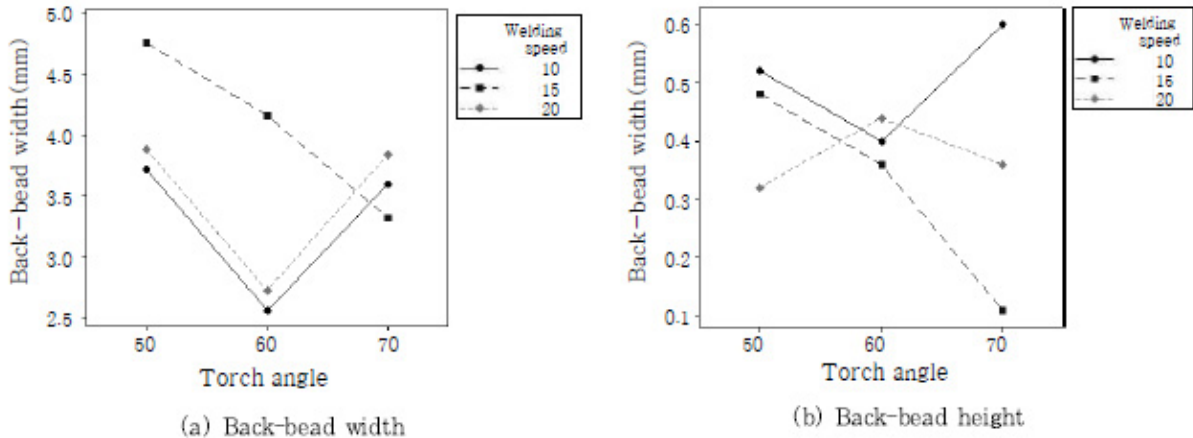 Back-bead width(mm)
5.0
4.5
4.0
3.5
3.0
2.5
50 60 70
Torch angle
Welding
speed
10
15
20
(a) Back-bead width
Back-bead width(mm)
0.6
0.5
0.4
0.3
0.2
0.1
50 60 70
Torch angle
Welding
speed
10
16
20
(b) Back-bead height